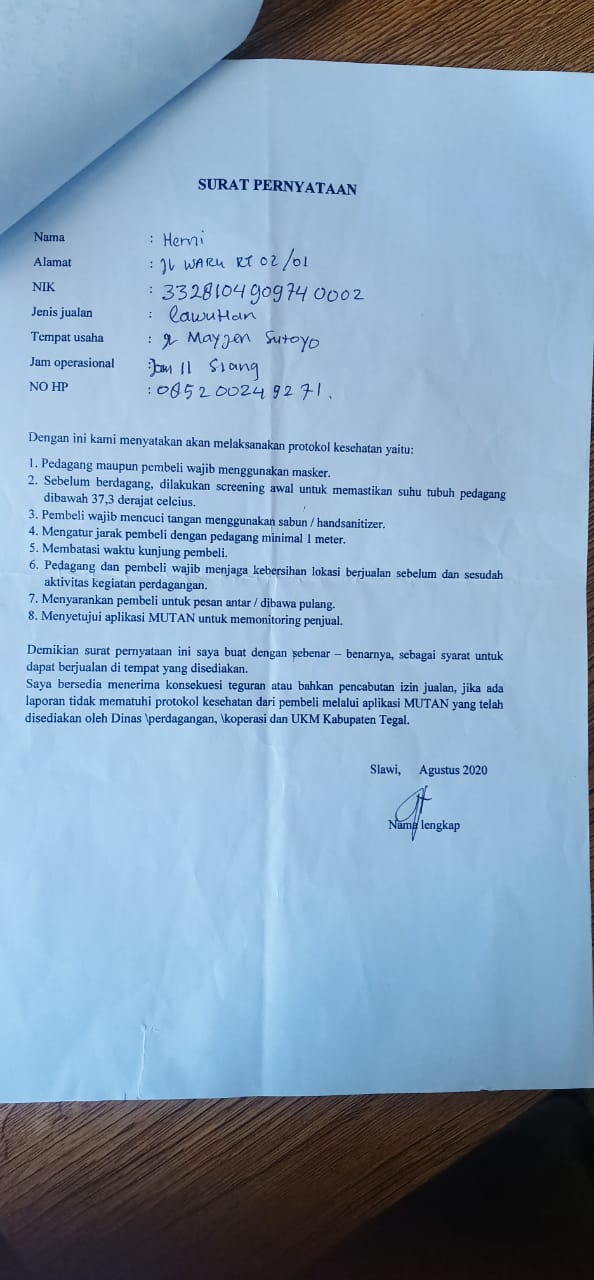 SURAT PERNYATAAN
Nama : Herni
Alamat : Jl WARU RT 02/01
NIK : 3328104909740002
Jenis jualan : Lawuhan
Tempat usaha : Jl Mayjen Sutoyo
Jam operasional : Jam 11 Siang
NO HP : 085200249271.
Dengan ini kami menyatakan akan melaksanakan protokol kesehatan yaitu:
1. Pedagang maupun pembeli wajib menggunakan masker.
2. Sebelum berdagang, dilakukan screening awal untuk memastikan suhu tubuh pedagang
dibawah 37,3 derajat celcius.
3. Pembeli wajib mencuci tangan menggunakan sabun / handsanitizer.
4. Mengatur jarak pembeli dengan pedagang minimal 1 meter.
5. Membatasi waktu kunjung pembeli.
6. Pedagang dan pembeli wajib menjaga kebersihan lokasi berjualan sebelum dan sesudah
aktivitas kegiatan perdagangan.
7. Menyarankan pembeli untuk pesan antar / dibawa pulang.
8. Menyetujui aplikasi MUTAN untuk memonitoring penjual.
Demikian surat pernyataan ini saya buat dengan sebenar – benarnya, sebagai syarat untuk
dapat berjualan di tempat yang disediakan.
Saya bersedia menerima konsekuesi teguran atau bahkan pencabutan izin jualan, jika ada
laporan tidak mematuhi protokol kesehatan dari pembeli melalui aplikasi MUTAN yang telah
disediakan oleh Dinas \perdagangan, \koperasi dan UKM Kabupaten Tegal.
Slawi, Agustus 2020
Nama lengkap